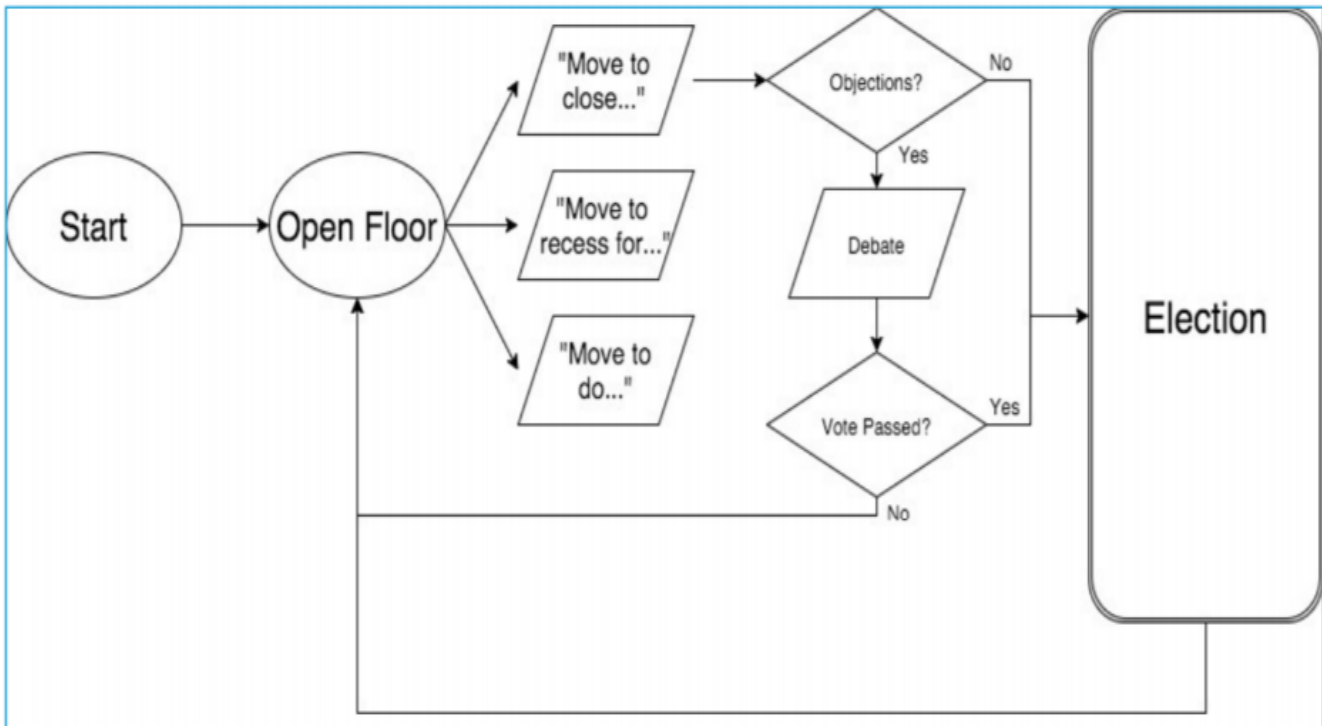 Start
Open Floor
"Move to
close..."
"Move to
recess for..."
"Move to
do..."
Objections?
No
Yes
Debate
Vote Passed?
Yes
No
Election